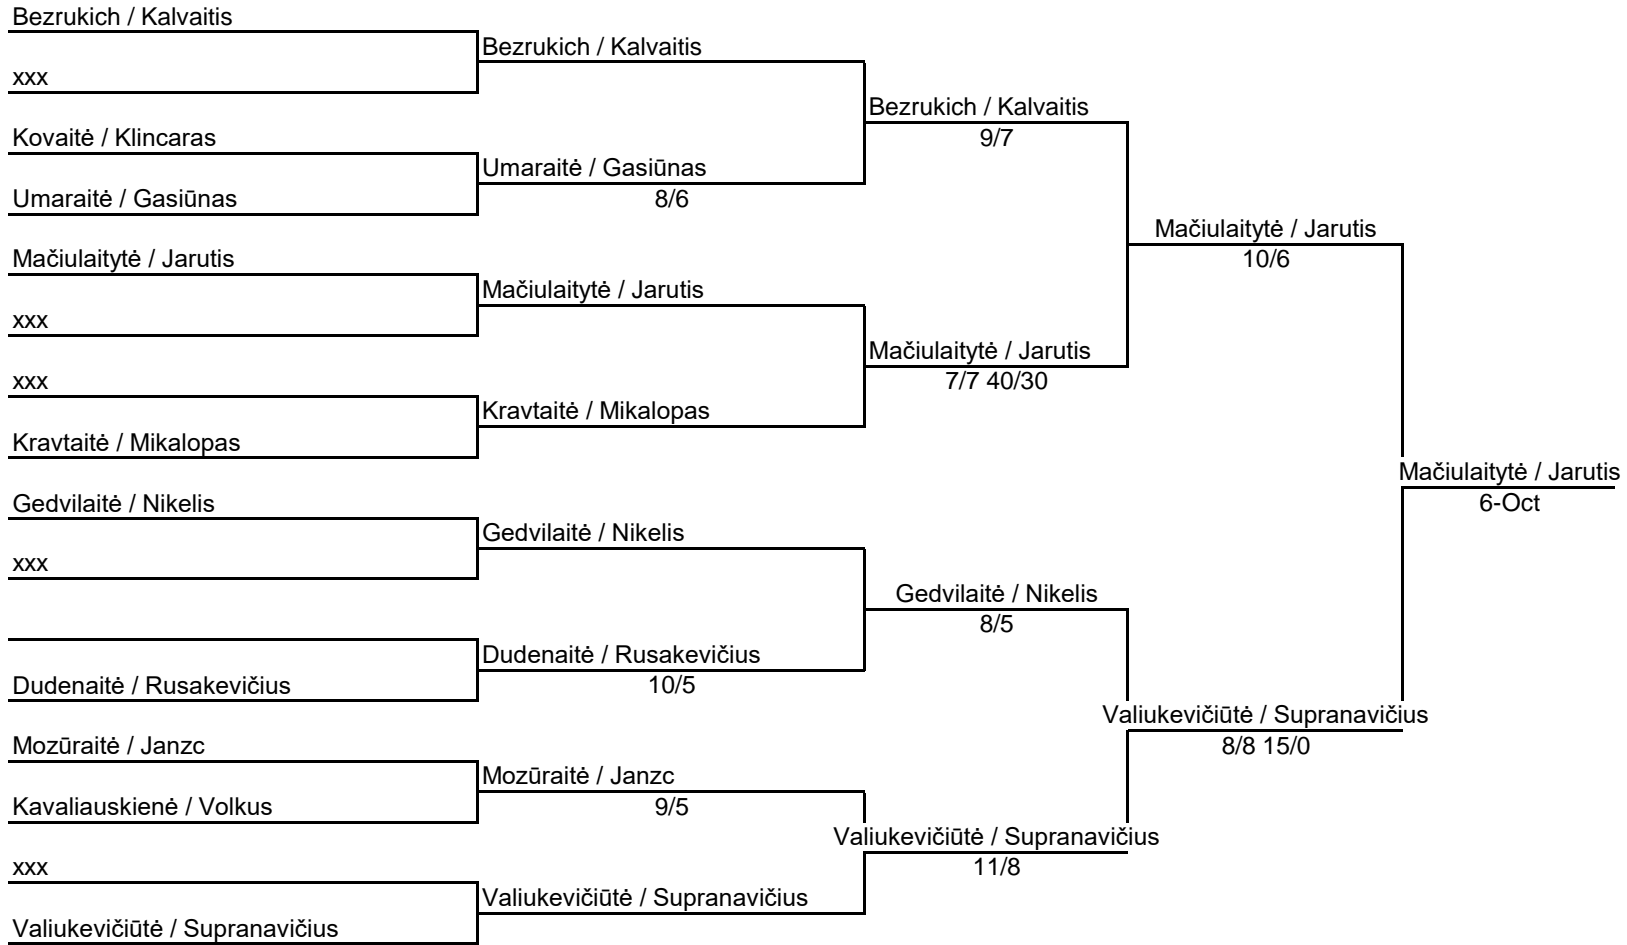 Bezrukich / Kalvaitis
Bezrukich / Kalvaitis
xxx
Bezrukich / Kalvaitis
9/7
Kovaitė / Klincaras
Umaraitė / Gasiūnas
8/6
Umaraitė / Gasiūnas
Mačiulaitytė / Jarutis
10/6
Mačiulaitytė / Jarutis
Mačiulaitytė / Jarutis
xxx
Mačiulaitytė / Jarutis
7/7 40/30
xxx
Kravtaitė / Mikalopas
Kravtaitė / Mikalopas
Mačiulaitytė / Jarutis
6-Oct
Gedvilaitė / Nikelis
Gedvilaitė / Nikelis
xxx
Gedvilaitė / Nikelis
8/5
Dudenaitė / Rusakevičius
10/5
Dudenaitė / Rusakevičius
Valiukevičiūtė / Supranavičius
8/8 15/0
Mozūraitė / Janzc
Mozūraitė / Janzc
9/5
Kavaliauskienė / Volkus
Valiukevičiūtė / Supranavičius
11/8
xxx
Valiukevičiūtė / Supranavičius
Valiukevičiūtė / Supranavičius